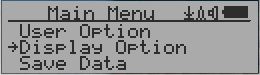 Main Menu
User Option
→Display Option
Save Data